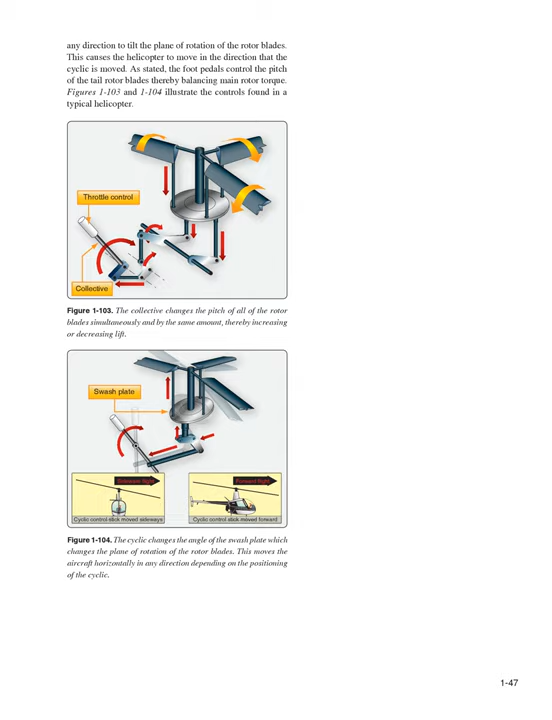 any direction to tilt the plane of rotation of the rotor blades.
This causes the helicopter to move in the direction that the
cyclic is moved. As stated, the foot pedals control the pitch
of the tail rotor blades thereby balancing main rotor torque.
Figures 1-103 and 1-104 illustrate the controls found in a
typical helicopter.
Throttle control
Collective
Figure 1-103. The collective changes the pitch of all of the rotor
blades simultaneously and by the same amount, thereby increasing
or decreasing lift.
Swash plate
Sideward flight
Forward flight
Cyclic control stick moved sideways
Cyclic control stick moved forward
Figure 1-104. The cyclic changes the angle of the swash plate which
changes the plane of rotation of the rotor blades. This moves the
aircraft horizontally in any direction depending on the positioning
of the cyclic.
1-47